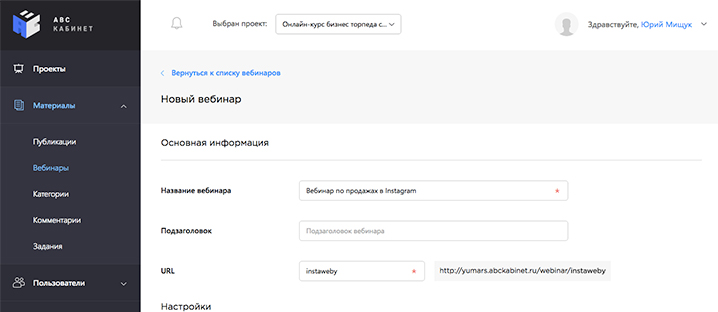 ABC
КАБИНЕТ
Выбран проект:
Онлайн-курс бизнес торпеда с...
Здравствуйте, Юрий Мищук
Проекты
Материалы
Публикации
Вебинары
Категории
Комментарии
Задания
Пользователи
Вернуться к списку вебинаров
Новый вебинар
Основная информация
Название вебинара
Вебинар по продажах в Instagram *
Подзаголовок
Подзаголовок вебинара
URL
instaweby *
http://yumars.abckabinet.ru/webinar/instaweby
Настройки